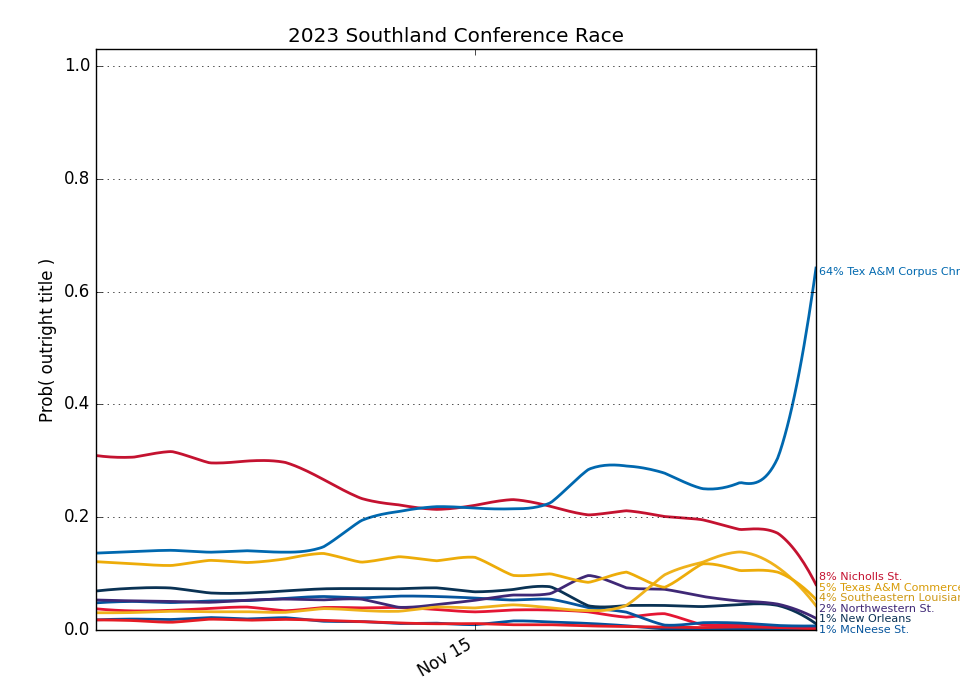 2023 Southland Conference Race
Prob( outright title )
1.0
0.8
0.6
0.4
0.2
0.0
Nov 15
64% Tex A&M Corpus Chr
8% Nicholls St.
5% Texas A&M Commerce
4% Southeastern Louisian
2% Northwestern St.
1% New Orleans
1% McNeese St.